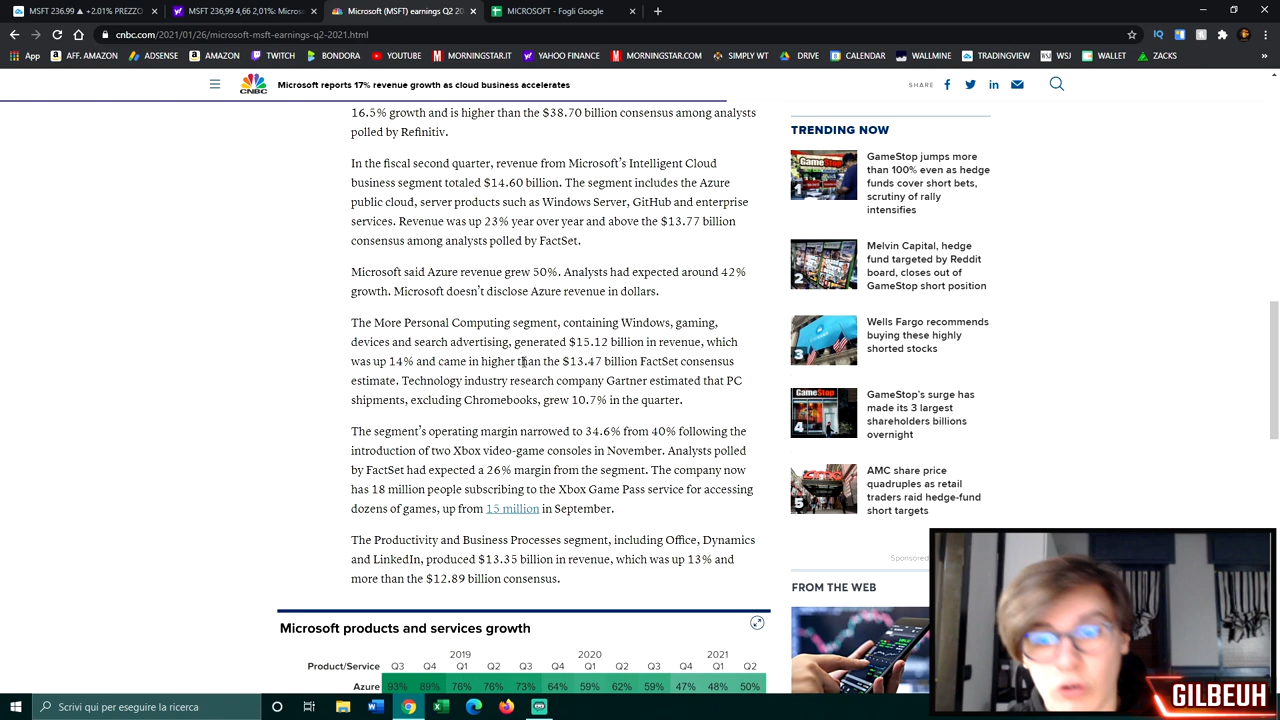 MSFT 236.99 ▲ +2.01% PREZZO
MSFT 236,99 4,66 2,01%: Micros
Microsoft (MSFT) earnings Q2 20
MICROSOFT - Fogli Google
cnbc.com/2021/01/26/microsoft-msft-earnings-q2-2021.html
App AFF. AMAZON ADSENSE AMAZON TWITCH BONDORA YOUTUBE MORNINGSTAR.IT YAHOO FINANCE MORNINGSTAR.COM SIMPLY WT ADOBE CALENDAR WALLMINE TRADINGVIEW WSJ WALLET ZACKS
CNBC
Microsoft reports 17% revenue growth as cloud business accelerates
SHARE
16.5% growth and is higher than the $38.70 billion consensus among analysts
polled by Refinitiv.
In the fiscal second quarter, revenue from Microsoft's Intelligent Cloud
business segment totaled $14.60 billion. The segment includes the Azure
public cloud, server products such as Windows Server, GitHub and enterprise
services. Revenue was up 23% year over year and above the $13.77 billion
consensus among analysts polled by FactSet.
Microsoft said Azure revenue grew 50%. Analysts had expected around 42%
growth. Microsoft doesn't disclose Azure revenue in dollars.
The More Personal Computing segment, containing Windows, gaming,
devices and search advertising, generated $15.12 billion in revenue, which
was up 14% and came in higher than the $13.47 billion FactSet consensus
estimate. Technology industry research company Gartner estimated that PC
shipments, excluding Chromebooks, grew 10.7% in the quarter.
The segment's operating margin narrowed to 34.6% from 40% following the
introduction of two Xbox video-game consoles in November. Analysts polled
by FactSet had expected a 26% margin from the segment. The company now
has 18 million people subscribing to the Xbox Game Pass service for accessing
dozens of games, up from 15 million in September.
The Productivity and Business Processes segment, including Office, Dynamics
and LinkedIn, produced $13.35 billion in revenue, which was up 13% and
more than the $12.89 billion consensus.
Microsoft products and services growth
2019 2020 2021
Product/Service Q3 Q4 Q1 Q2 Q3 Q4 Q1 Q2 Q3 Q4 Q1 Q2
Azure 93% 89% 76% 76% 73% 64% 59% 62% 59% 47% 48% 50%
TRENDING NOW
1
GameStop jumps more
than 100% even as hedge
funds cover short bets,
scrutiny of rally
intensifies
2
Melvin Capital, hedge
fund targeted by Reddit
board, closes out of
GameStop short position
3
Wells Fargo recommends
buying these highly
shorted stocks
4
GameStop's surge has
made its 3 largest
shareholders billions
overnight
5
AMC share price
quadruples as retail
traders raid hedge-fund
short targets
Sponsored
FROM THE WEB
GILBEUH
Scrivi qui per eseguire la ricerca